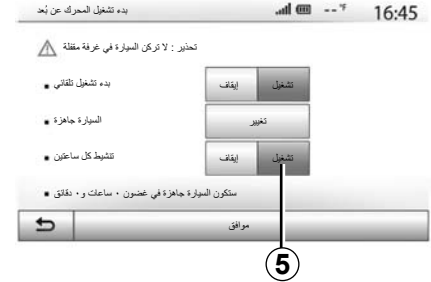 بدء تشغيل المحرك عن بُعد --°F 16:45
تحذير : لا تركن السيارة في غرفة مقفلة
بدء تشغيل تلقائي إيقاف تشغيل
السيارة جاهزة تغيير
تنشيط كل ساعتين إيقاف تشغيل
ستكون السيارة جاهزة في غضون ٠ ساعات و ٠ دقائق
موافق
5